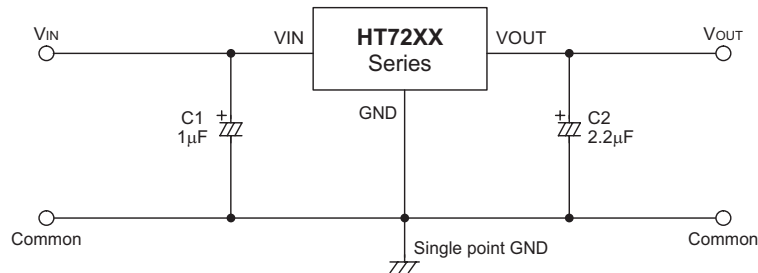 VIN
VIN
HT72XX
Series
VOUT
VOUT
GND
+
C1
1μF
+
C2
2.2μF
Common
Single point GND
Common